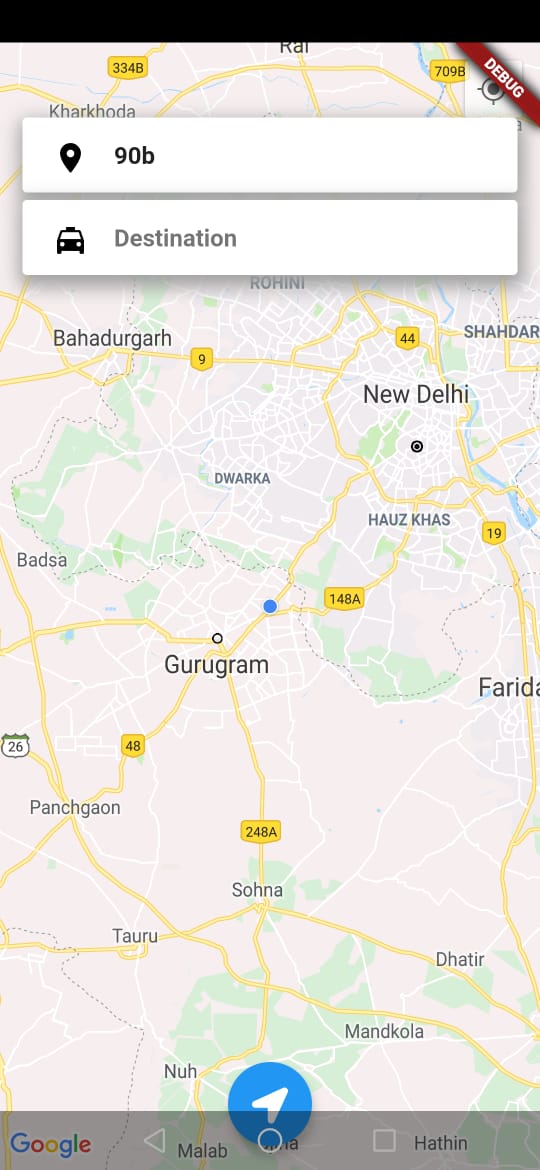 Rai
334B
709B
DEBUG
Kharkhoda
90b
Destination
ROHINI
Bahadurgarh
44
SHAHDAR
9
New Delhi
DWARKA
HAUZ KHAS
19
Badsa
148A
Gurugram
Farida
26
48
Panchgaon
248A
Sohna
Tauru
Dhatir
Mandkola
Nuh
Google
Malab
Hathin